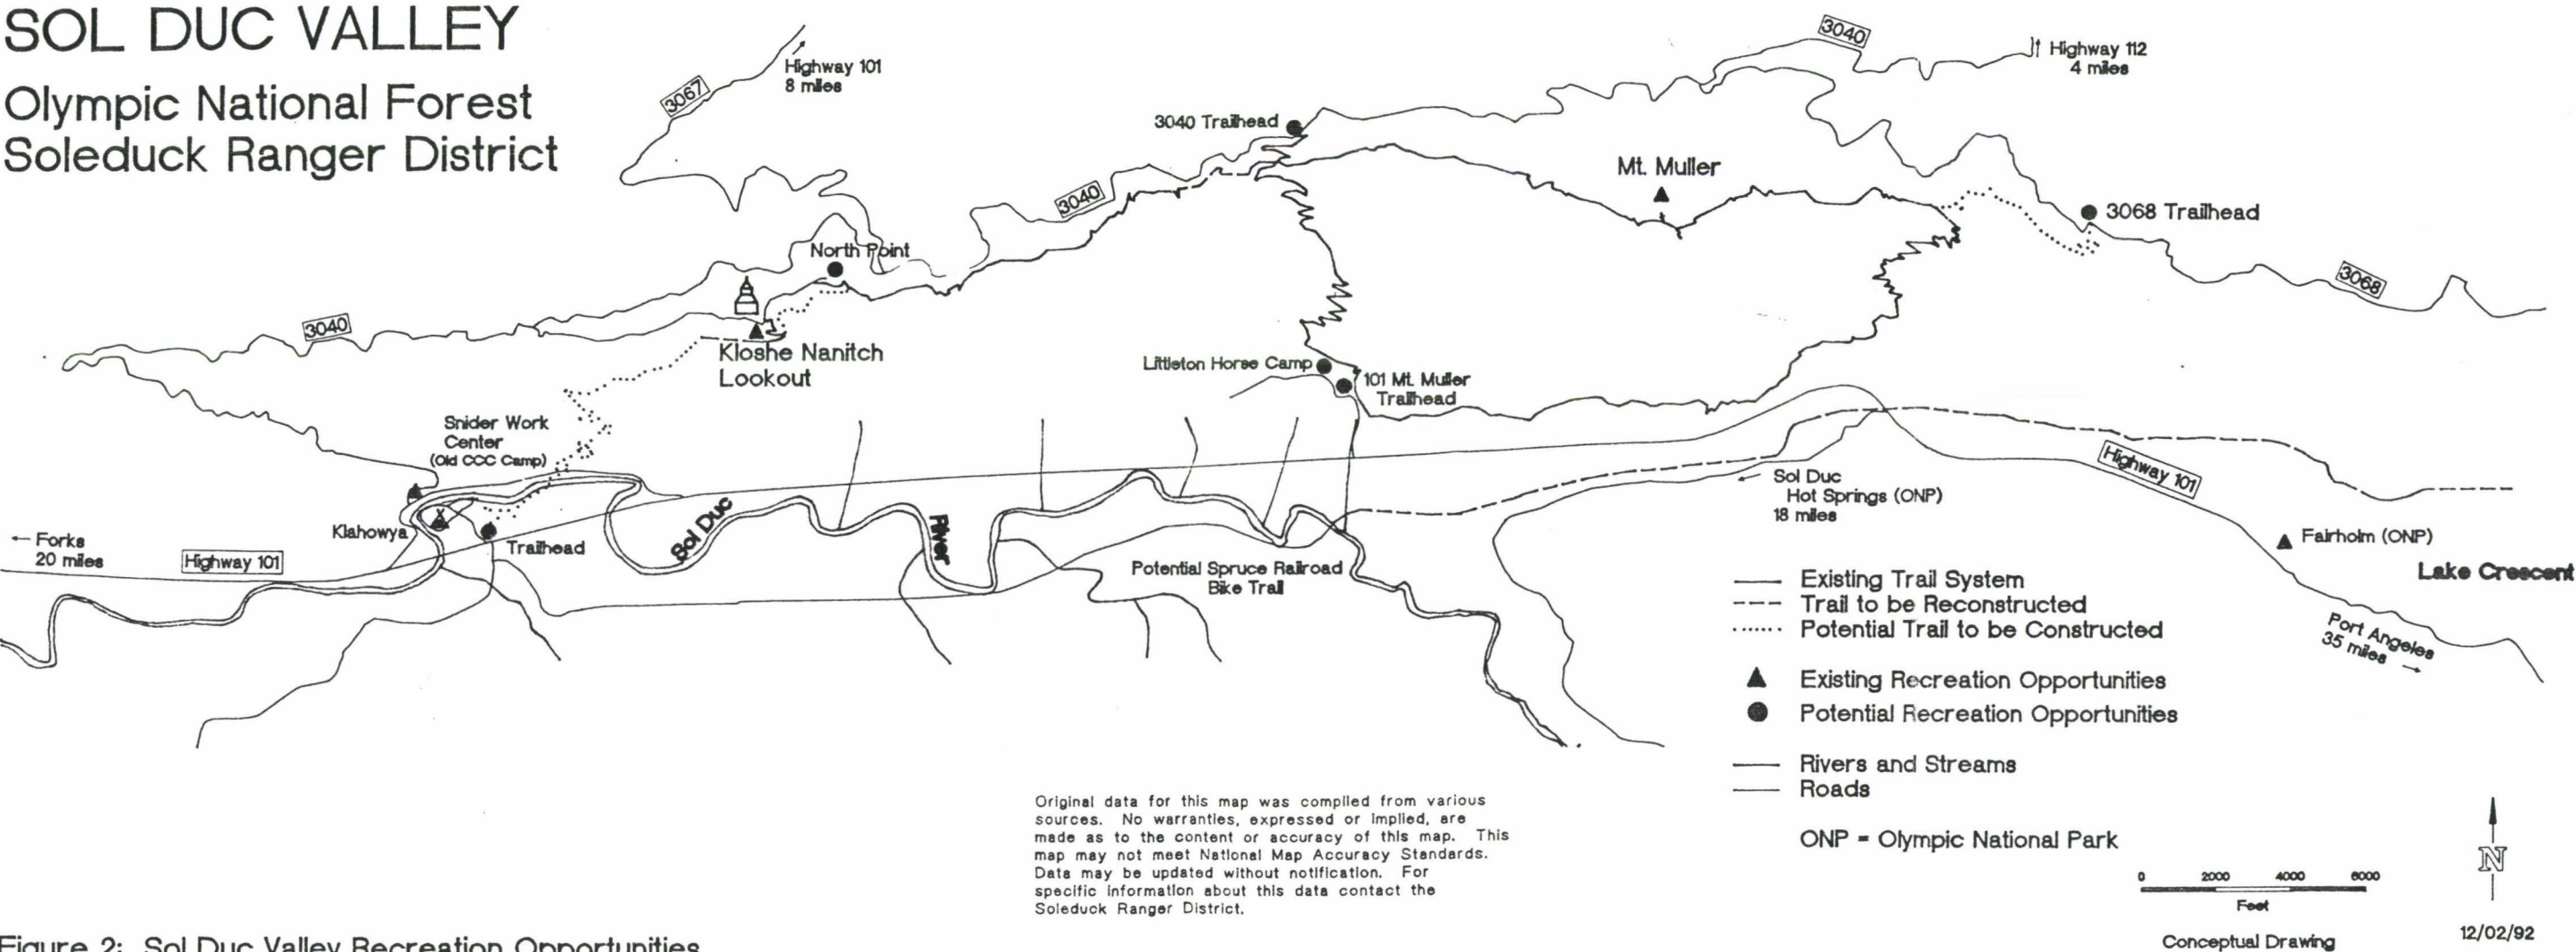 SOL DUC VALLEY
Olympic National Forest
Soleduck Ranger District
3067
Highway 101
8 miles
3040
Highway 112
4 miles
3040 Trailhead
Mt. Muller
3040
3068 Trailhead
North Point
3068
3040
Kloshe Nanitch
Lookout
Littleton Horse Camp
101 Mt. Muller
Trailhead
Snider Work
Center
(Old CCC Camp)
Highway 101
Sol Duc
Hot Springs (ONP)
18 miles
Sol Duc
River
Klahowya
Trailhead
← Forks
20 miles
Highway 101
Fairholm (ONP)
Lake Crescent
Potential Spruce Railroad
Bike Trail
Port Angeles
35 miles →
Existing Trail System
Trail to be Reconstructed
Potential Trail to be Constructed
Existing Recreation Opportunities
Potential Recreation Opportunities
Rivers and Streams
Roads
ONP = Olympic National Park
Original data for this map was compiled from various
sources. No warranties, expressed or implied, are
made as to the content or accuracy of this map. This
map may not meet National Map Accuracy Standards.
Data may be updated without notification. For
specific information about this data contact the
Soleduck Ranger District.
0 2000 4000 6000
Feet
N
12/02/92
Conceptual Drawing
Figure 2: Sol Duc Valley Recreation Opportunities